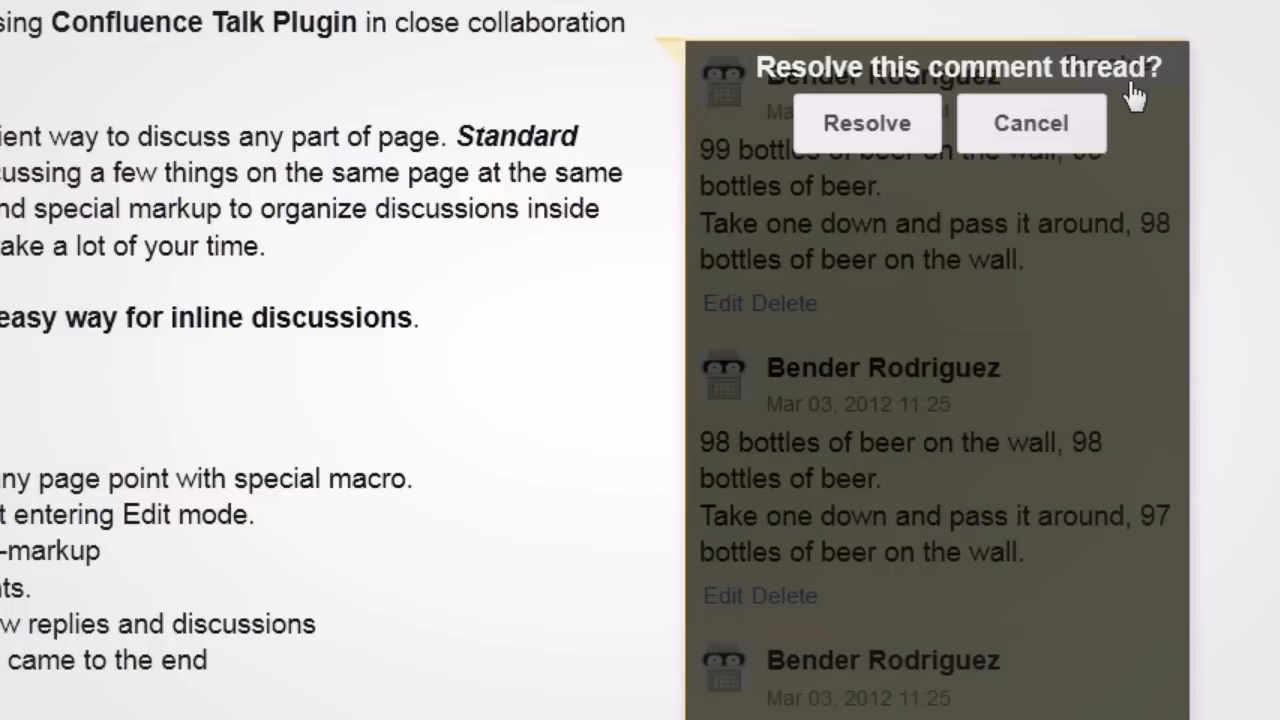 sing Confluence Talk Plugin in close collaboration
ient way to discuss any part of page. Standard
cussing a few things on the same page at the same
nd special markup to organize discussions inside
ake a lot of your time.
easy way for inline discussions.
any page point with special macro.
t entering Edit mode.
-markup
nts.
w replies and discussions
came to the end
Resolve this comment thread?
Bender Rodriguez
Resolve
Cancel
99 bottles of beer on the wall, 99
bottles of beer.
Take one down and pass it around, 98
bottles of beer on the wall.
Edit Delete
Bender Rodriguez
Mar 03, 2012 11:25
98 bottles of beer on the wall, 98
bottles of beer.
Take one down and pass it around, 97
bottles of beer on the wall.
Edit Delete
Bender Rodriguez
Mar 03, 2012 11:25